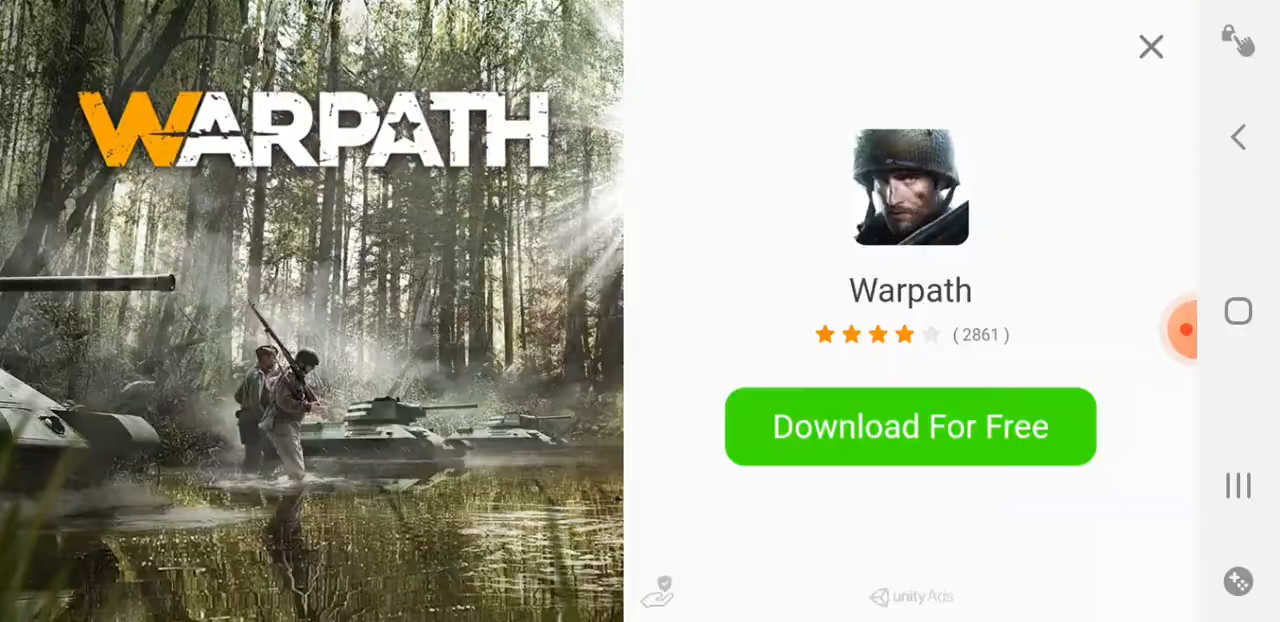 WARPATH
Warpath
( 2861 )
Download For Free
unity Ads